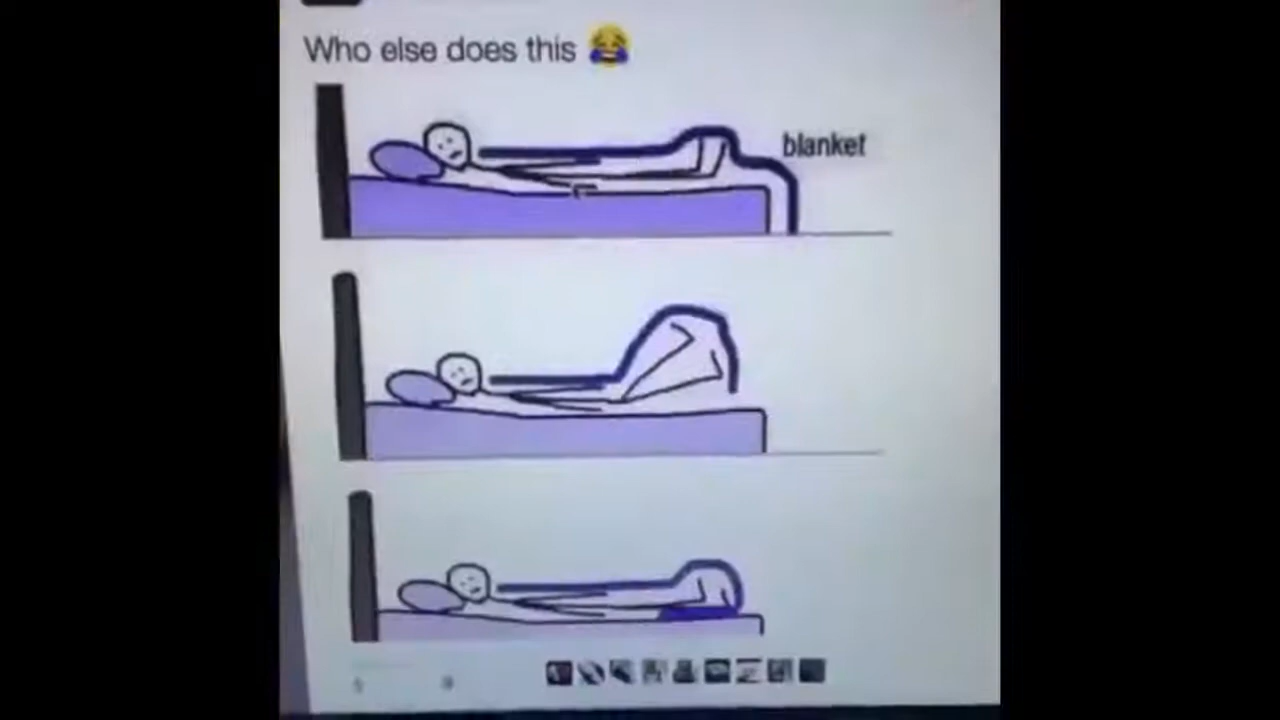 Who else does this 😂
blanket